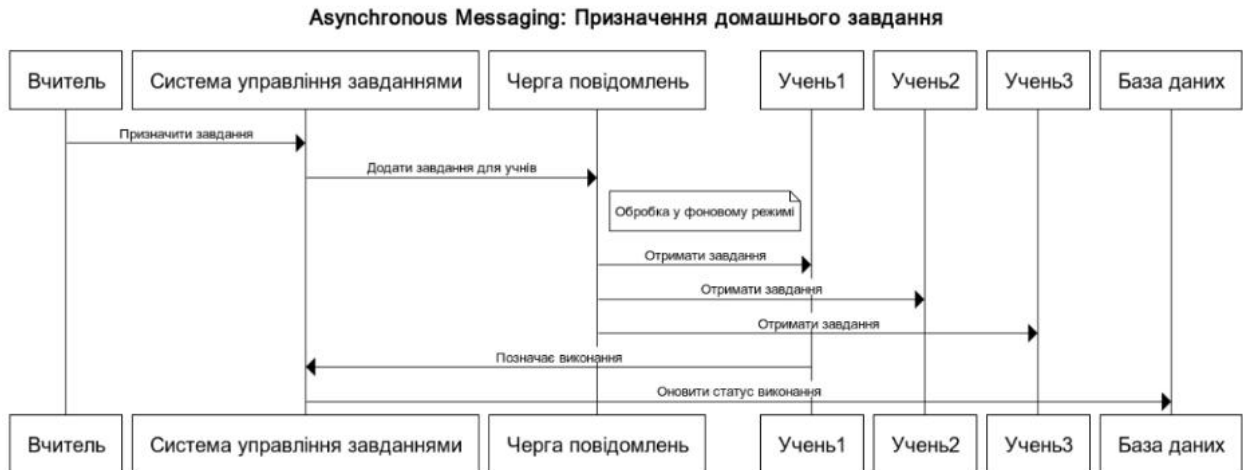 Asynchronous Messaging: Призначення домашнього завдання
Вчитель
Система управління завданнями
Черга повідомлень
Учень1
Учень2
Учень3
База даних
Призначити завдання
Додати завдання для учнів
Обробка у фоновому режимі
Отримати завдання
Отримати завдання
Отримати завдання
Позначає виконання
Оновити статус виконання
Вчитель
Система управління завданнями
Черга повідомлень
Учень1
Учень2
Учень3
База даних